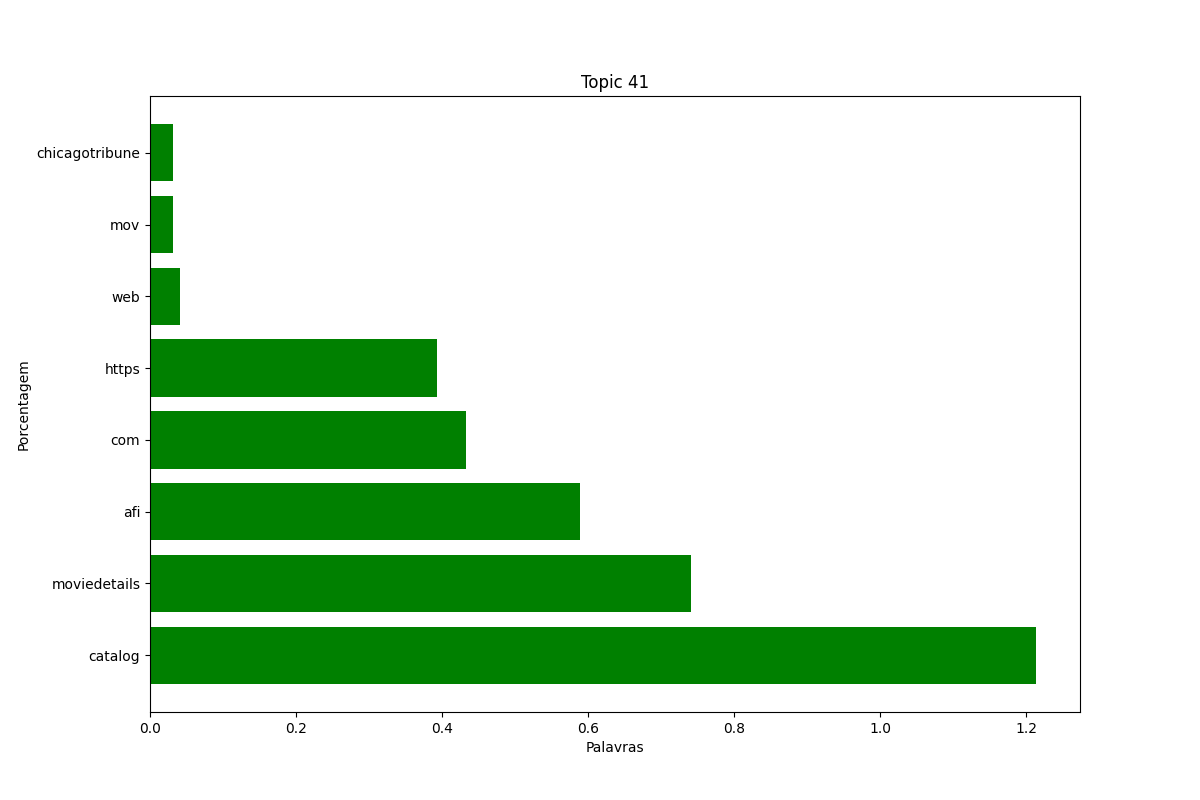 Topic 41
chicagotribune
mov
web
https
com
afi
moviedetails
catalog
Porcentagem
0.0 0.2 0.4 0.6 0.8 1.0 1.2
Palavras